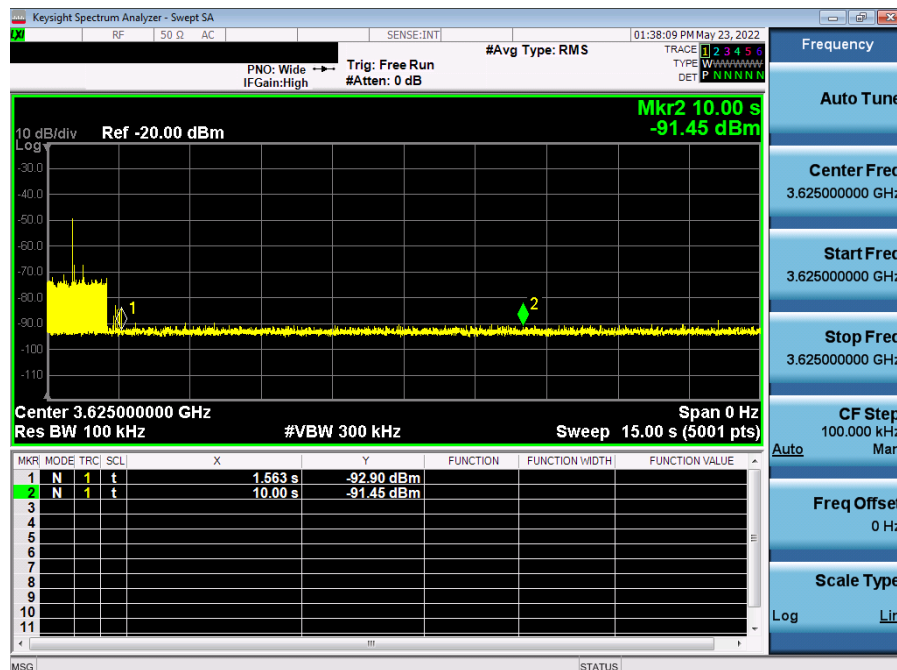 Keysight Spectrum Analyzer - Swept SA
LXI RF 50 Ω AC SENSE:INT 01:38:09 PM May 23, 2022
#Avg Type: RMS TRACE 1 2 3 4 5 6
PNO: Wide Trig: Free Run TYPE W
IFGain:High #Atten: 0 dB DET P N N N N N
Mkr2 10.00 s
-91.45 dBm
10 dB/div Ref -20.00 dBm
Log
-30.0
-40.0
-50.0
-60.0
-70.0
-80.0
-90.0
-100
-110
1
2
Center 3.625000000 GHz Span 0 Hz
Res BW 100 kHz #VBW 300 kHz Sweep 15.00 s (5001 pts)
MKR MODE TRC SCL X Y FUNCTION FUNCTION WIDTH FUNCTION VALUE
1 N 1 t 1.563 s -92.90 dBm
2 N 1 t 10.00 s -91.45 dBm
3
4
5
6
7
8
9
10
11
MSG STATUS
Frequency
Auto Tune
Center Freq
3.625000000 GHz
Start Freq
3.625000000 GHz
Stop Freq
3.625000000 GHz
CF Step
100.000 kHz
Auto Man
Freq Offset
0 Hz
Scale Type
Log Lin